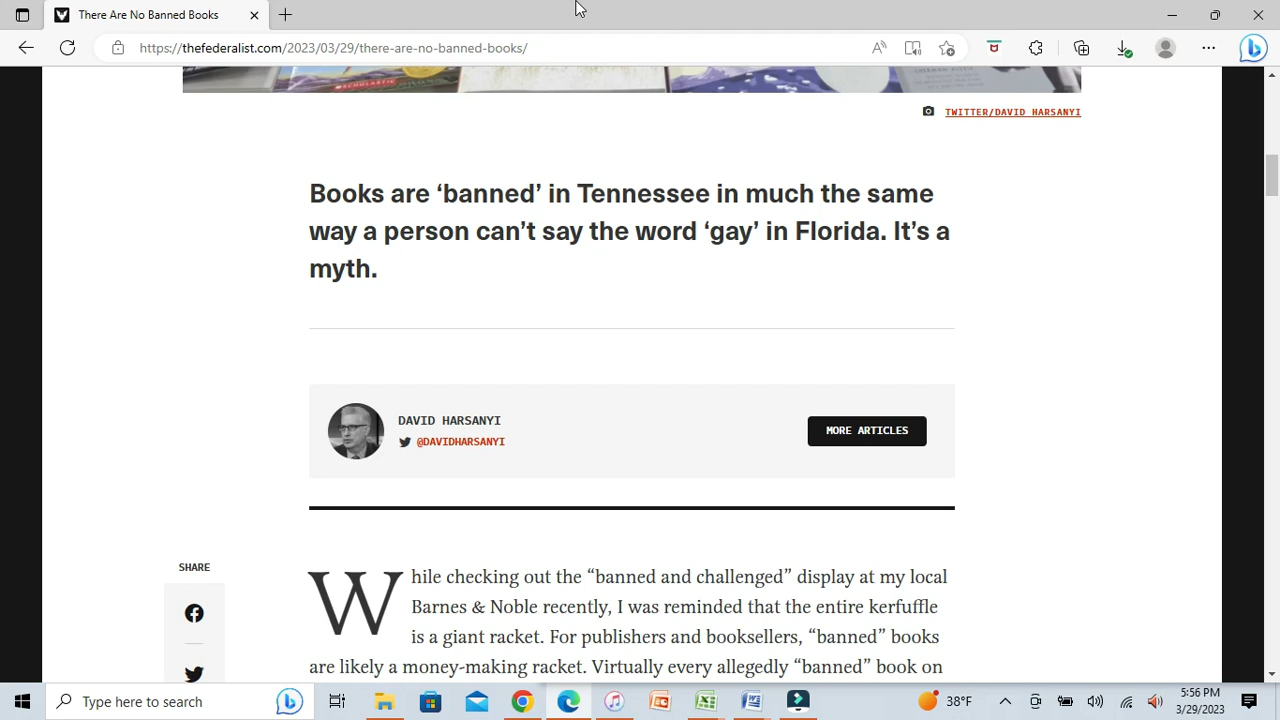 There Are No Banned Books
https://thefederalist.com/2023/03/29/there-are-no-banned-books/
SCHOLASTIC
TWITTER/DAVID HARSANYI
Books are ‘banned’ in Tennessee in much the same
way a person can’t say the word ‘gay’ in Florida. It’s a
myth.
DAVID HARSANYI
@DAVIDHARSANYI
MORE ARTICLES
SHARE
While checking out the “banned and challenged” display at my local
Barnes & Noble recently, I was reminded that the entire kerfuffle
is a giant racket. For publishers and booksellers, “banned” books
are likely a money-making racket. Virtually every allegedly “banned” book on
Type here to search
38°F
5:56 PM
3/29/2023